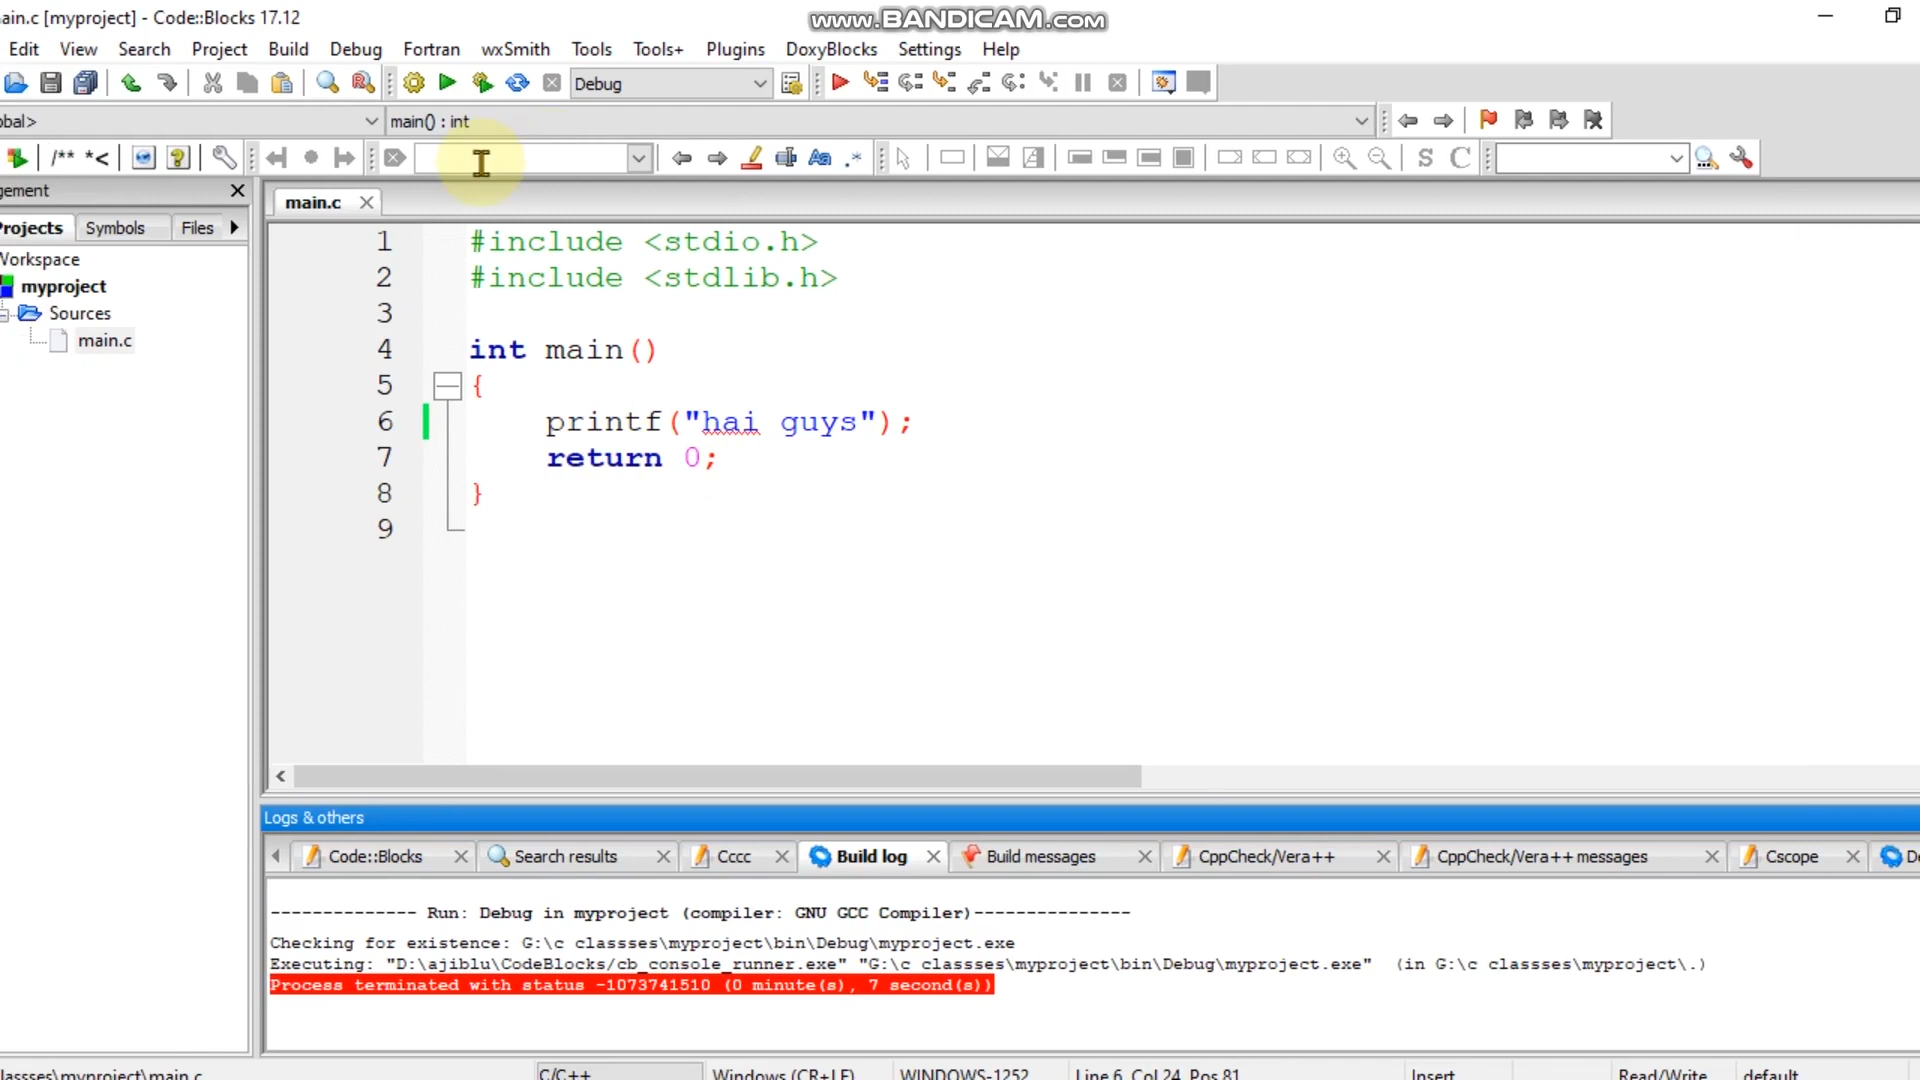 ain.c [myproject] - Code::Blocks 17.12
www.BANDICAM.com
Edit View Search Project Build Debug Fortran wxSmith Tools Tools+ Plugins DoxyBlocks Settings Help
Debug
obal> main() : int
/** *<
Aa .*
S C
gement
main.c
Projects Symbols Files
Workspace
myproject
Sources
main.c
1 #include <stdio.h>
2 #include <stdlib.h>
3
4 int main()
5 {
6 printf("hai guys");
7 return 0;
8 }
9
Logs & others
Code::Blocks Search results Cccc Build log Build messages CppCheck/Vera++ CppCheck/Vera++ messages Cscope De
-------------- Run: Debug in myproject (compiler: GNU GCC Compiler)---------------
Checking for existence: G:\c classses\myproject\bin\Debug\myproject.exe
Executing: "D:\ajiblu\CodeBlocks/cb_console_runner.exe" "G:\c classses\myproject\bin\Debug\myproject.exe" (in G:\c classses\myproject\.)
Process terminated with status -1073741510 (0 minute(s), 7 second(s))
lassses\myproject\main.c C/C++ Windows (CR+LF) WINDOWS-1252 Line 6, Col 24, Pos 81 Insert Read/Write default